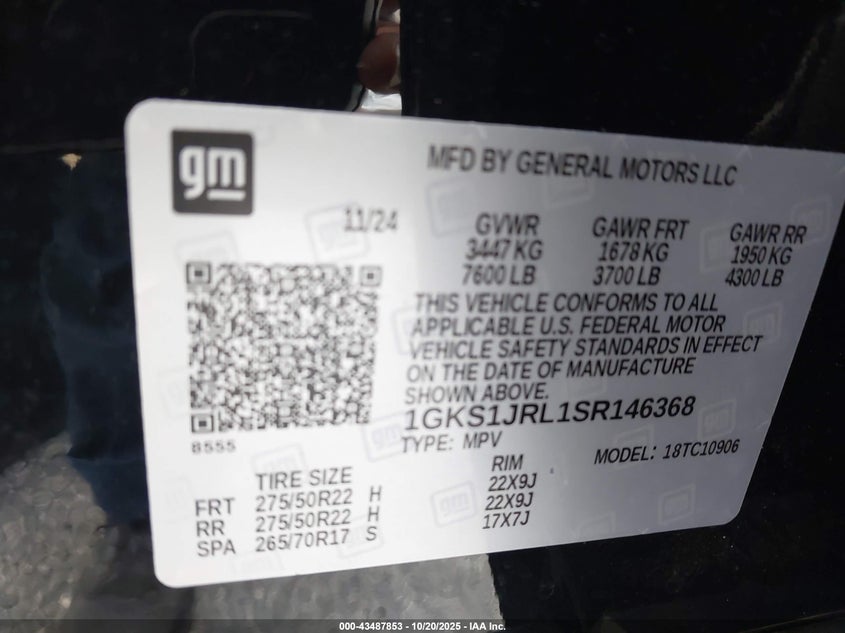 gm
MFD BY GENERAL MOTORS LLC
11/24
GVWR GAWR FRT GAWR RR
3447 KG 1678 KG 1950 KG
7600 LB 3700 LB 4300 LB
THIS VEHICLE CONFORMS TO ALL
APPLICABLE U.S. FEDERAL MOTOR
VEHICLE SAFETY STANDARDS IN EFFECT
ON THE DATE OF MANUFACTURE
SHOWN ABOVE.
1GKS1JRL1SR146368
8555
TYPE: MPV MODEL: 18TC10906
TIRE SIZE RIM
FRT 275/50R22 H 22X9J
RR 275/50R22 H 22X9J
SPA 265/70R17 S 17X7J
000-43487853 - 10/20/2025 - IAA Inc.